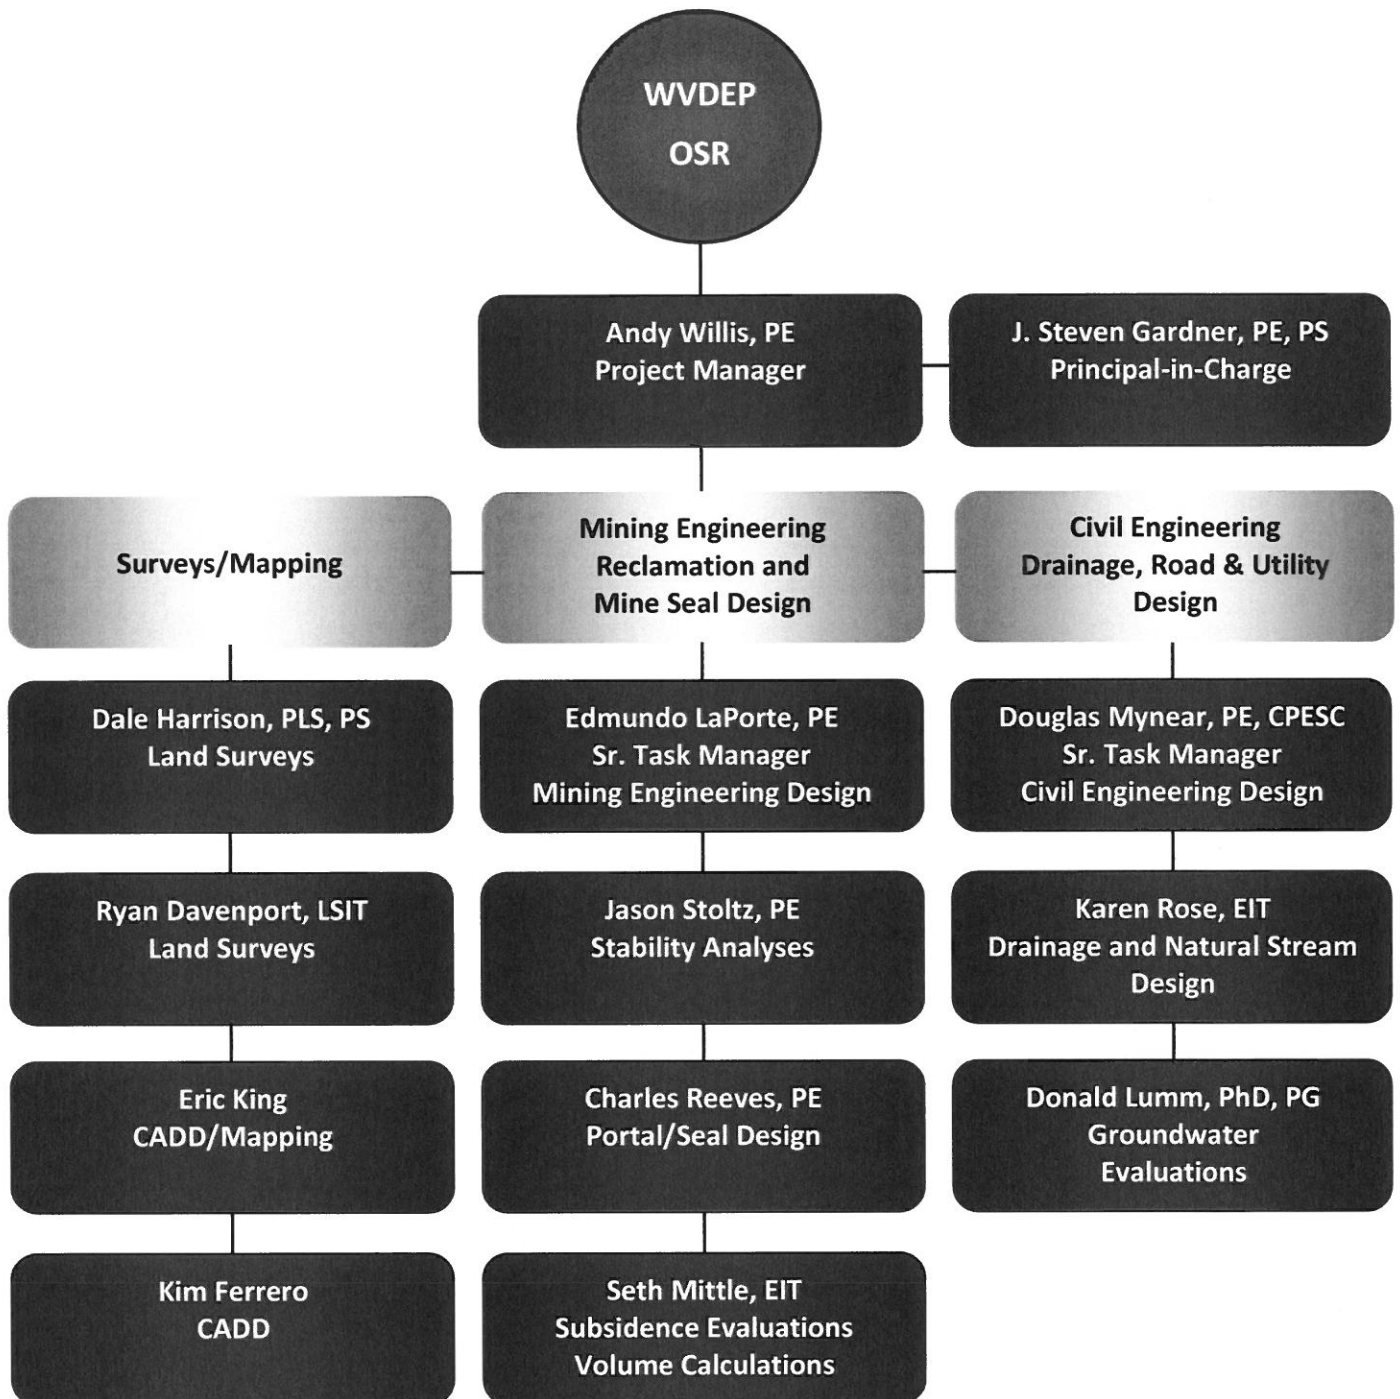 WVDEP
OSR
Andy Willis, PE
Project Manager
J. Steven Gardner, PE, PS
Principal-in-Charge
Surveys/Mapping
Mining Engineering
Reclamation and
Mine Seal Design
Civil Engineering
Drainage, Road & Utility
Design
Dale Harrison, PLS, PS
Land Surveys
Edmundo LaPorte, PE
Sr. Task Manager
Mining Engineering Design
Douglas Mynear, PE, CPESC
Sr. Task Manager
Civil Engineering Design
Ryan Davenport, LSIT
Land Surveys
Jason Stoltz, PE
Stability Analyses
Karen Rose, EIT
Drainage and Natural Stream
Design
Eric King
CADD/Mapping
Charles Reeves, PE
Portal/Seal Design
Donald Lumm, PhD, PG
Groundwater
Evaluations
Kim Ferrero
CADD
Seth Mittle, EIT
Subsidence Evaluations
Volume Calculations